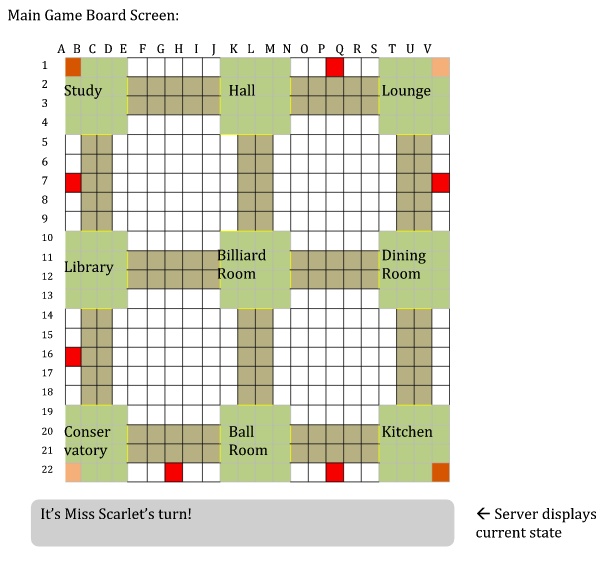 Main Game Board Screen:
A B C D E F G H I J K L M N O P Q R S T U V
1
2
Study Hall Lounge
3
4
5
6
7
8
9
10
11
Library Billiard Room Dining Room
12
13
14
15
16
17
18
19
20
Conser vatory Ball Room Kitchen
21
22
It's Miss Scarlet's turn!
← Server displays
current state